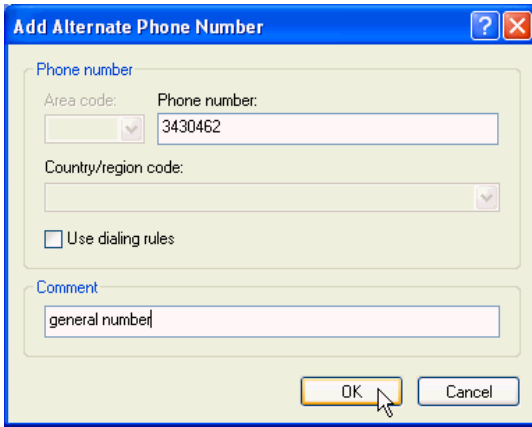 Add Alternate Phone Number
Phone number
Area code: Phone number:
3430462
Country/region code:
Use dialing rules
Comment
general number
OK Cancel